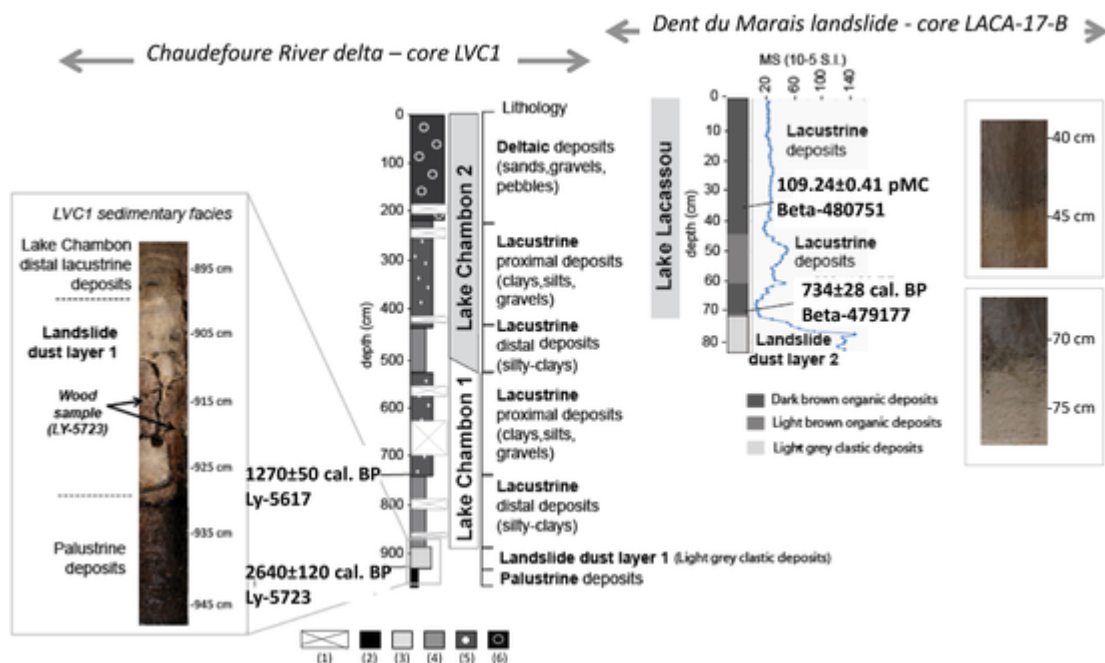 Chaudefoure River delta – core LVC1
Dent du Marais landslide - core LACA-17-B
LVC1 sedimentary facies
Lake Chambon
distal lacustrine
deposits
Landslide
dust layer 1
Wood
sample
(LY-5723)
Palustrine
deposits
-895 cm
-905 cm
-915 cm
-925 cm
-935 cm
-945 cm
1270±50 cal. BP
Ly-5617
2640±120 cal. BP
Ly-5723
depth (cm)
0
100
200
300
400
500
600
700
800
900
Lake Chambon 2
Lake Chambon 1
Lithology
Deltaic deposits
(sands,gravels,
pebbles)
Lacustrine
proximal deposits
(clays,silts,
gravels)
Lacustrine
distal deposits
(silty-clays)
Lacustrine
proximal deposits
(clays,silts,
gravels)
Lacustrine
distal deposits
(silty-clays)
Landslide dust layer 1 (Light grey clastic deposits)
Palustrine deposits
(1) (2) (3) (4) (5) (6)
MS (10-5 S.I.)
20 60 100 140
Lake Lacassou
depth (cm)
0
10
20
30
40
50
60
70
80
Lacustrine
deposits
109.24±0.41 pMC
Beta-480751
Lacustrine
deposits
734±28 cal. BP
Beta-479177
Landslide
dust layer 2
Dark brown organic deposits
Light brown organic deposits
Light grey clastic deposits
40 cm
45 cm
70 cm
75 cm